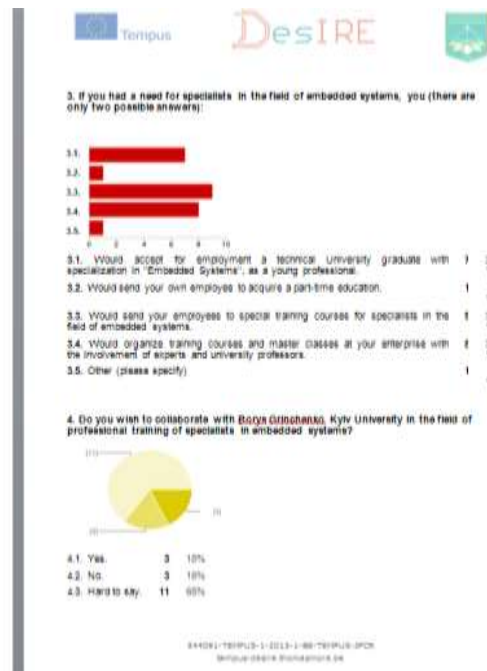 Tempus
DesIRE
3. If you had a need for specialists in the field of embedded systems, you (there are
only two possible answers):
3.1.
3.2.
3.3.
3.4.
3.5.
0 2 4 6 8 10
3.1. Would accept for employment a technical University graduate with 7
specialization in "Embedded Systems", as a young professional.
3.2. Would send your own employee to acquire a part-time education. 1
3.3. Would send your employees to special training courses for specialists in the
field of embedded systems.
3.4. Would organize training courses and master classes at your enterprise with
the involvement of experts and university professors.
3.5. Other (please specify) 1
4. Do you wish to collaborate with Borys Grinchenko Kyiv University in the field of
professional training of specialists in embedded systems?
4.1. Yes. 3 18%
4.2. No. 3 18%
4.3. Hard to say. 11